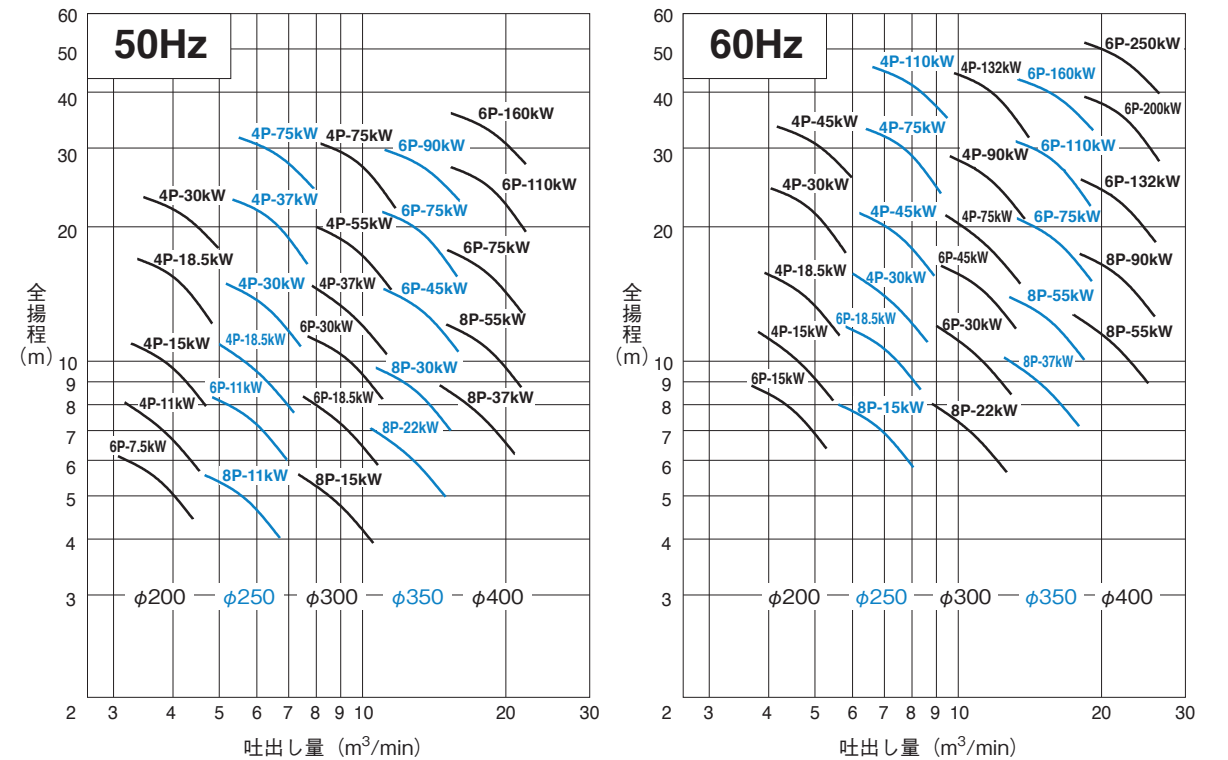 50Hz
60
50
40
30
20
10
9
8
7
6
5
4
3
2
全揚程
(m)
6P-160kW
4P-75kW
4P-75kW
6P-90kW
6P-110kW
4P-30kW
4P-37kW
6P-75kW
4P-55kW
6P-75kW
4P-18.5kW
4P-30kW
4P-37kW
6P-45kW
8P-55kW
6P-30kW
4P-15kW
4P-18.5kW
8P-30kW
6P-11kW
6P-18.5kW
8P-37kW
4P-11kW
8P-22kW
6P-7.5kW
8P-11kW
8P-15kW
φ200
φ250
φ300
φ350
φ400
3
4
5
6
7
8
9
10
20
30
吐出し量(m³/min)
60Hz
60
50
40
30
20
10
9
8
7
6
5
4
3
2
全揚程
(m)
6P-250kW
4P-110kW
4P-132kW
6P-160kW
6P-200kW
4P-45kW
4P-75kW
6P-110kW
4P-90kW
4P-30kW
6P-132kW
4P-45kW
4P-75kW
6P-75kW
8P-90kW
6P-45kW
4P-18.5kW
4P-30kW
8P-55kW
4P-15kW
6P-18.5kW
6P-30kW
8P-55kW
8P-37kW
6P-15kW
8P-15kW
8P-22kW
φ200
φ250
φ300
φ350
φ400
3
4
5
6
7
8
9
10
20
30
吐出し量(m³/min)